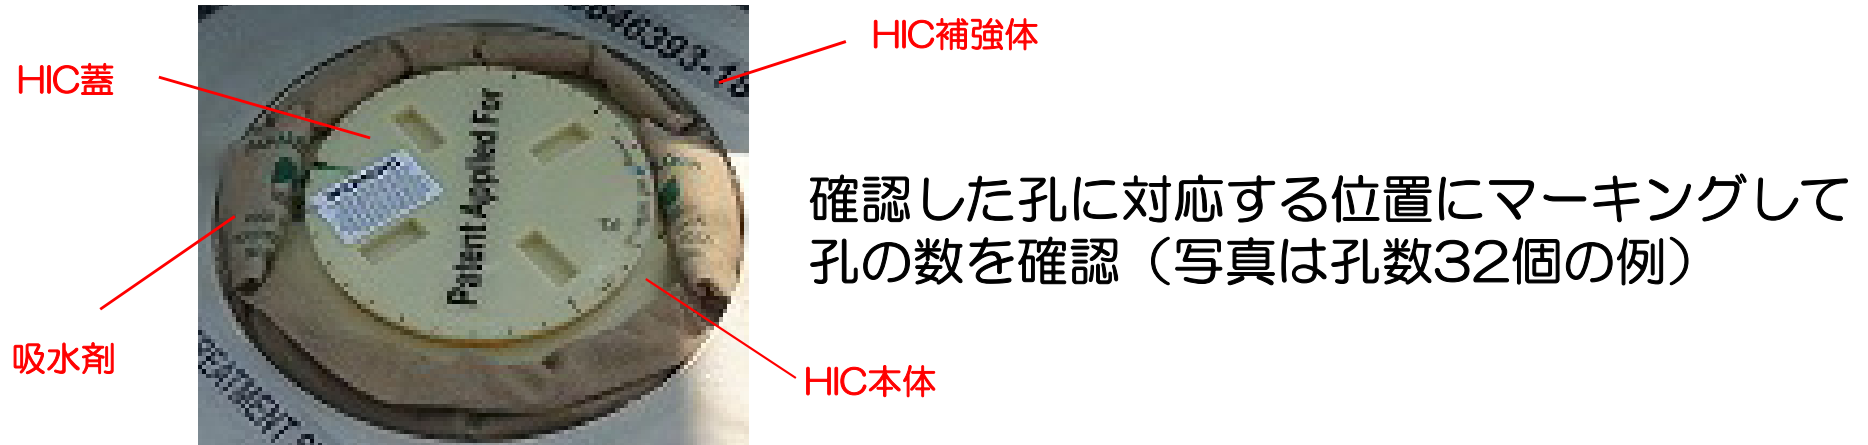 HIC補強体
HIC蓋
846393-18
Patent Applied For
確認した孔に対応する位置にマーキングして
孔の数を確認（写真は孔数32個の例）
吸水剤
HIC本体